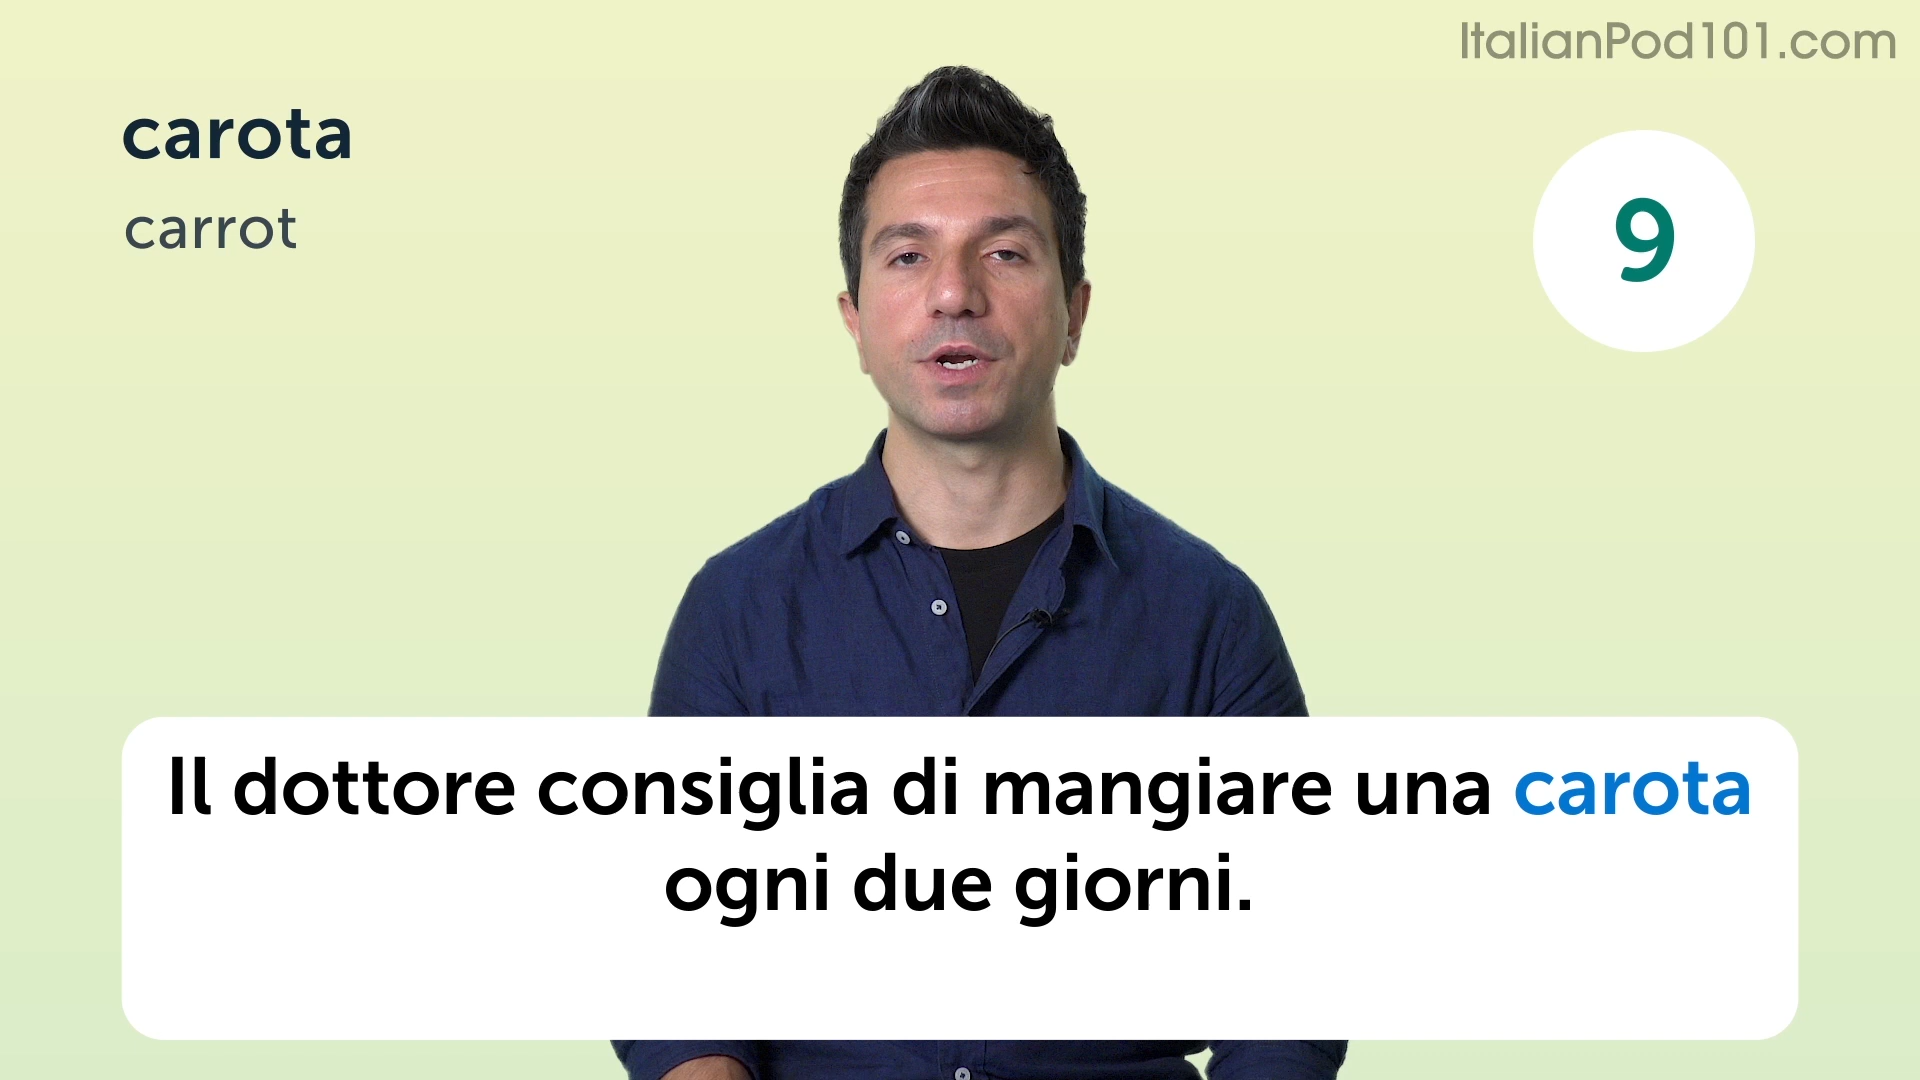 ItalianPod101.com
carota
carrot
9
Il dottore consiglia di mangiare una carota
ogni due giorni.